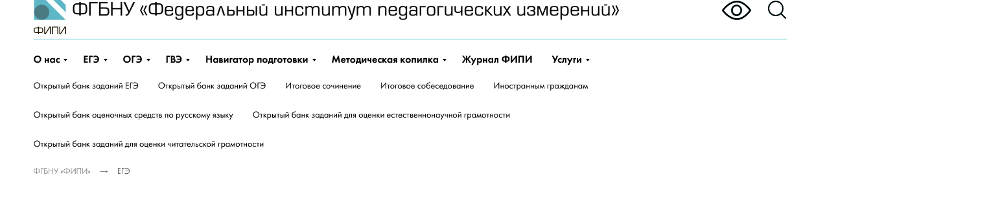 ФГБНУ «Федеральный институт педагогических измерений»
ФИПИ
О нас ЕГЭ ОГЭ ГВЭ Навигатор подготовки Методическая копилка Журнал ФИПИ Услуги
Открытый банк заданий ЕГЭ Открытый банк заданий ОГЭ Итоговое сочинение Итоговое собеседование Иностранным гражданам
Открытый банк оценочных средств по русскому языку Открытый банк заданий для оценки естественнонаучной грамотности
Открытый банк заданий для оценки читательской грамотности
ФГБНУ «ФИПИ» → ЕГЭ